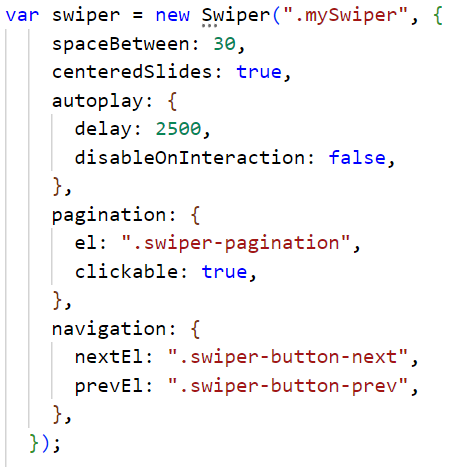 var swiper = new Swiper(".mySwiper", {
    spaceBetween: 30,
    centeredSlides: true,
    autoplay: {
      delay: 2500,
      disableOnInteraction: false,
    },
    pagination: {
      el: ".swiper-pagination",
      clickable: true,
    },
    navigation: {
      nextEl: ".swiper-button-next",
      prevEl: ".swiper-button-prev",
    },
  });